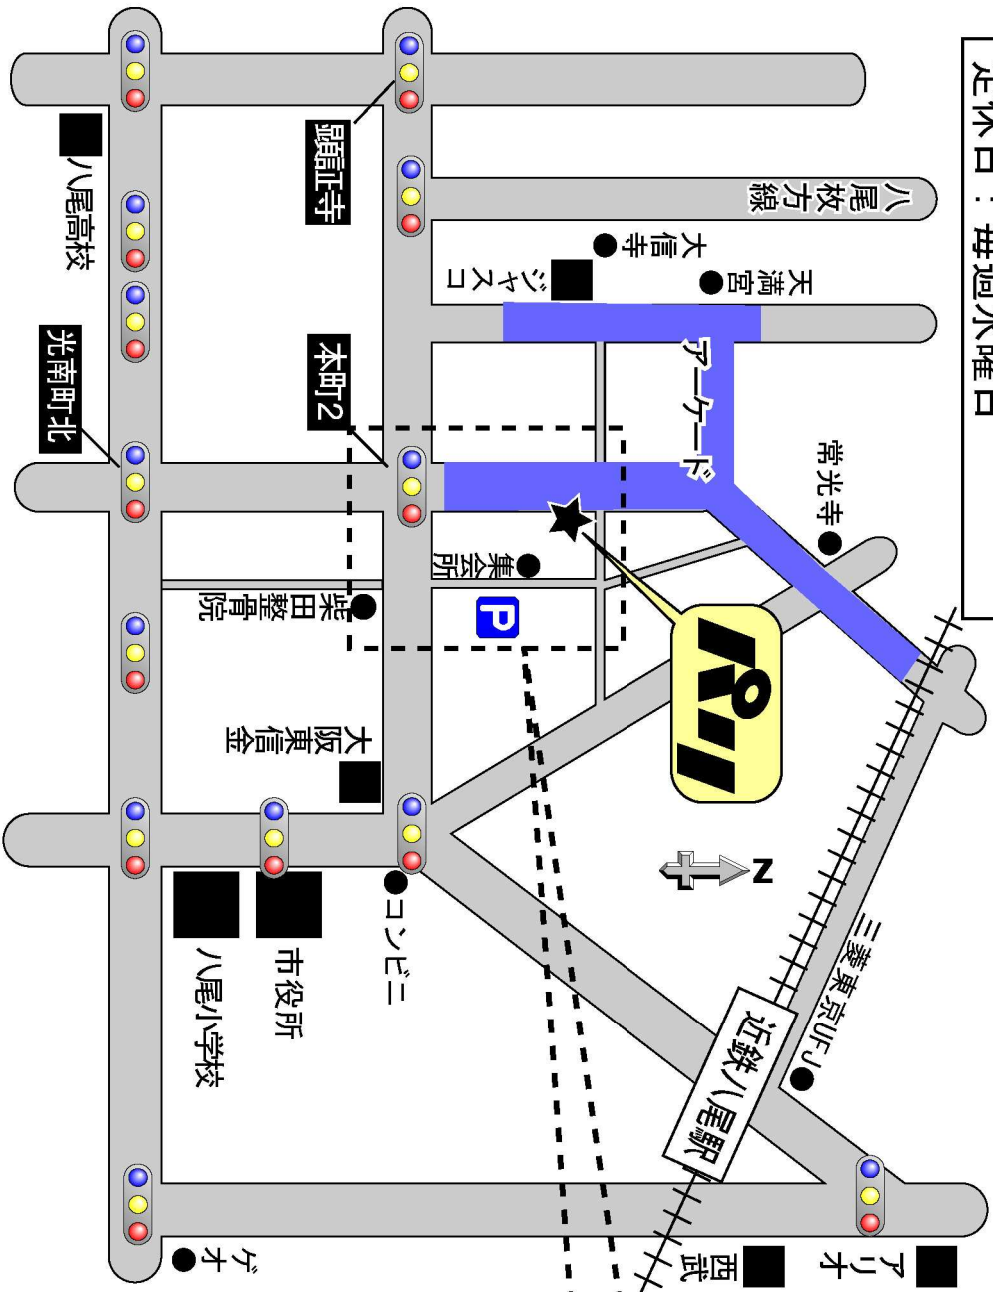 定休日：毎週水曜日
三菱東京UFJ
アリオ
常光寺
N
近鉄八尾駅
西武
八尾枚方線
天満宮
アーケード
パル
大信寺
ジャスコ
集会所
P
顕証寺
本町2
柴田整骨院
大阪東信金
コンビニ
市役所
八尾高校
光南町北
八尾小学校
ゲオ